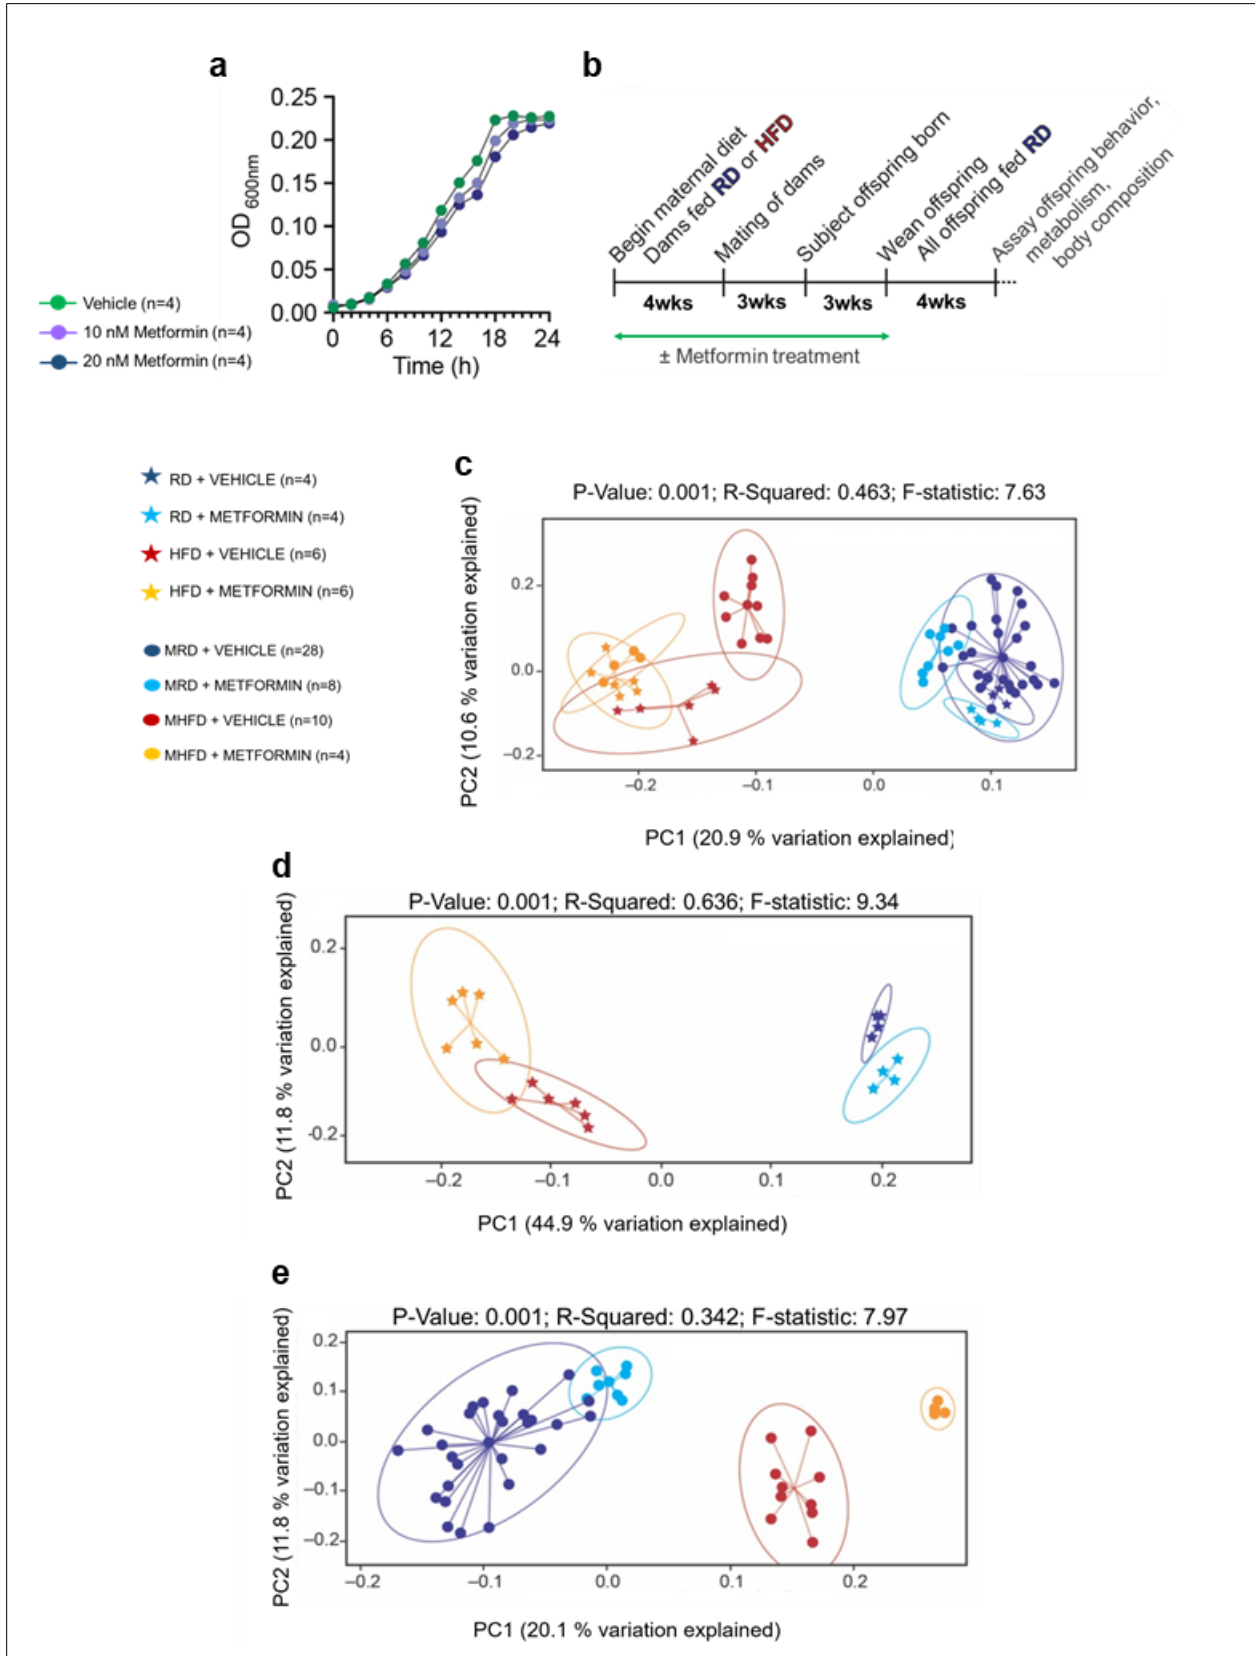 a
OD 600nm
0.25
0.20
0.15
0.10
0.05
0.00
0 6 12 18 24
Time (h)
Vehicle (n=4)
10 nM Metformin (n=4)
20 nM Metformin (n=4)
b
Begin maternal diet
Dams fed RD or HFD
Mating of dams
Subject offspring born
Wean offspring
All offspring fed RD
Assay offspring behavior,
metabolism,
body composition
4wks 3wks 3wks 4wks
± Metformin treatment
RD + VEHICLE (n=4)
RD + METFORMIN (n=4)
HFD + VEHICLE (n=6)
HFD + METFORMIN (n=6)
MRD + VEHICLE (n=28)
MRD + METFORMIN (n=8)
MHFD + VEHICLE (n=10)
MHFD + METFORMIN (n=4)
c
P-Value: 0.001; R-Squared: 0.463; F-statistic: 7.63
PC2 (10.6 % variation explained)
0.2
0.0
−0.2
−0.2 −0.1 0.0 0.1
PC1 (20.9 % variation explained)
d
P-Value: 0.001; R-Squared: 0.636; F-statistic: 9.34
PC2 (11.8 % variation explained)
0.2
0.0
-0.2
−0.2 −0.1 0.0 0.1 0.2
PC1 (44.9 % variation explained)
e
P-Value: 0.001; R-Squared: 0.342; F-statistic: 7.97
PC2 (11.8 % variation explained)
0.2
0.1
0.0
−0.1
−0.2
−0.2 −0.1 0.0 0.1 0.2
PC1 (20.1 % variation explained)